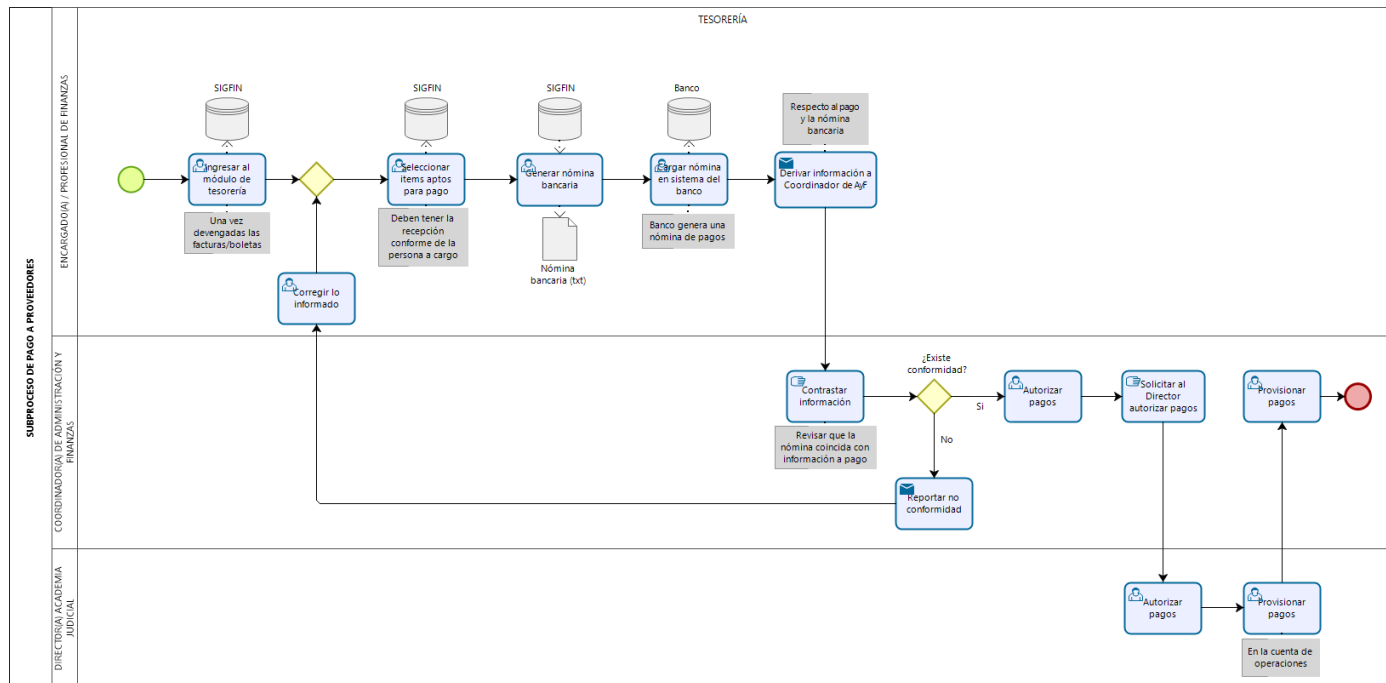 TESORERÍA
SUBPROCESO DE PAGO A PROVEEDORES
ENCARGADO(A) / PROFESIONAL DE FINANZAS
SIGFIN
SIGFIN
SIGFIN
Banco
Respecto al pago
y la nómina
bancaria
Ingresar al
módulo de
tesorería
Seleccionar
items aptos
para pago
Generar nómina
bancaria
Cargar nómina
en sistema del
banco
Derivar información a
Coordinador de AyF
Una vez
devengadas las
facturas/boletas
Deben tener la
recepción
conforme de la
persona a cargo
Nómina
bancaria (txt)
Banco genera una
nómina de pagos
Corregir lo
informado
COORDINADOR(A) DE ADMINISTRACIÓN Y
FINANZAS
Contrastar
información
Revisar que la
nómina coincida con
información a pago
¿Existe
conformidad?
Si
No
Reportar no
conformidad
Autorizar
pagos
Solicitar al
Director
autorizar pagos
Provisionar
pagos
DIRECTOR(A) ACADEMIA
JUDICIAL
Autorizar
pagos
Provisionar
pagos
En la cuenta de
operaciones